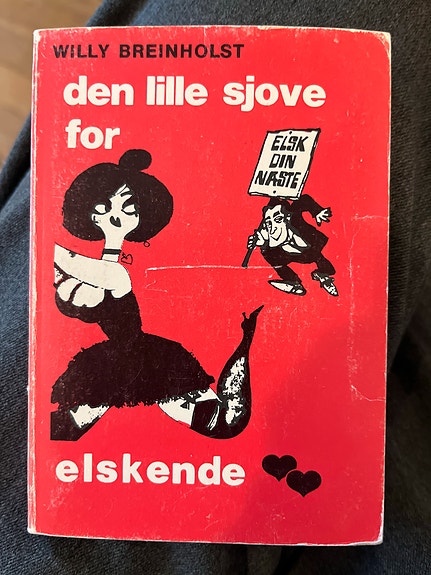 WILLY BREINHOLST
den lille sjove
for
ELSK
DIN
NÆSTE
elskende